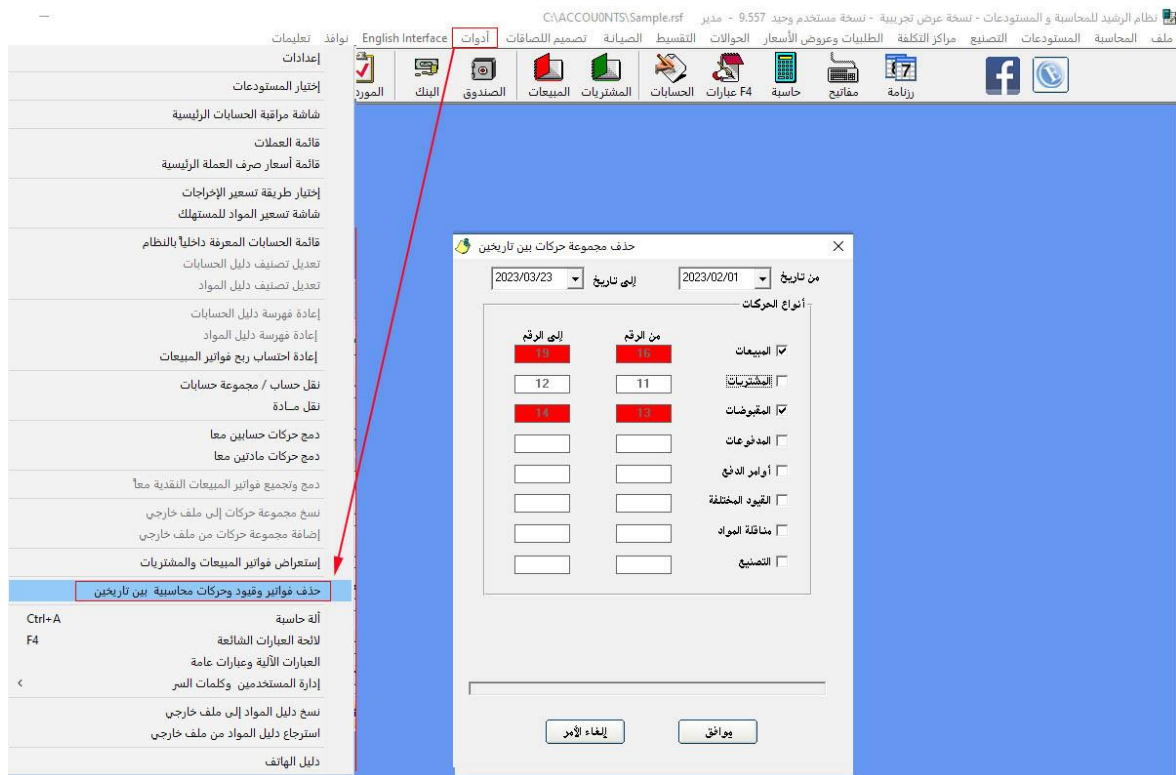 نظام الرشيد للمحاسبة و المستودعات - نسخة عرض تجريبية - نسخة مستخدم وحيد 9.557 - مدير - C:\ACCOU0NTS\Sample.rsf
ملف المحاسبة المستودعات التصنيع مراكز التكلفة الطلبيات وعروض الأسعار الحوالات التقسيط الصيانة تصميم اللصاقات أدوات English Interface نوافذ تعليمات
رزنامة مفاتيح حاسبة F4 عبارات الحسابات المشتريات المبيعات الصندوق البنك المورد
إعدادات
إختيار المستودعات
شاشة مراقبة الحسابات الرئيسية
قائمة العملات
قائمة أسعار صرف العملة الرئيسية
إختيار طريقة تسعير الإخراجات
شاشة تسعير المواد للمستهلك
قائمة الحسابات المعرفة داخلياً بالنظام
تعديل تصنيف دليل الحسابات
تعديل تصنيف دليل المواد
إعادة فهرسة دليل الحسابات
إعادة فهرسة دليل المواد
إعادة احتساب ربح فواتير المبيعات
نقل حساب / مجموعة حسابات
نقل مــادة
دمج حركات حسابين معا
دمج حركات مادتين معا
دمج وتجميع فواتير المبيعات النقدية معاً
نسخ مجموعة حركات إلى ملف خارجي
إضافة مجموعة حركات من ملف خارجي
إستعراض فواتير المبيعات والمشتريات
حذف فواتير وقيود وحركات محاسبية بين تاريخين
ألة حاسبة Ctrl+A
لائحة العبارات الشائعة F4
العبارات الآلية وعبارات عامة
إدارة المستخدمين وكلمات السر
نسخ دليل المواد إلى ملف خارجي
استرجاع دليل المواد من ملف خارجي
دليل الهاتف
حذف مجموعة حركات بين تاريخين
من تاريخ 2023/02/01 إلى تاريخ 2023/03/23
أنواع الحركات
من الرقم إلى الرقم
المبيعات 16 19
المشتريات 11 12
المقبوضات 13 14
المدفوعات
أوامر الدفع
القيود المختلفة
مناقلة المواد
التصنيع
موافق إلغاء الأمر